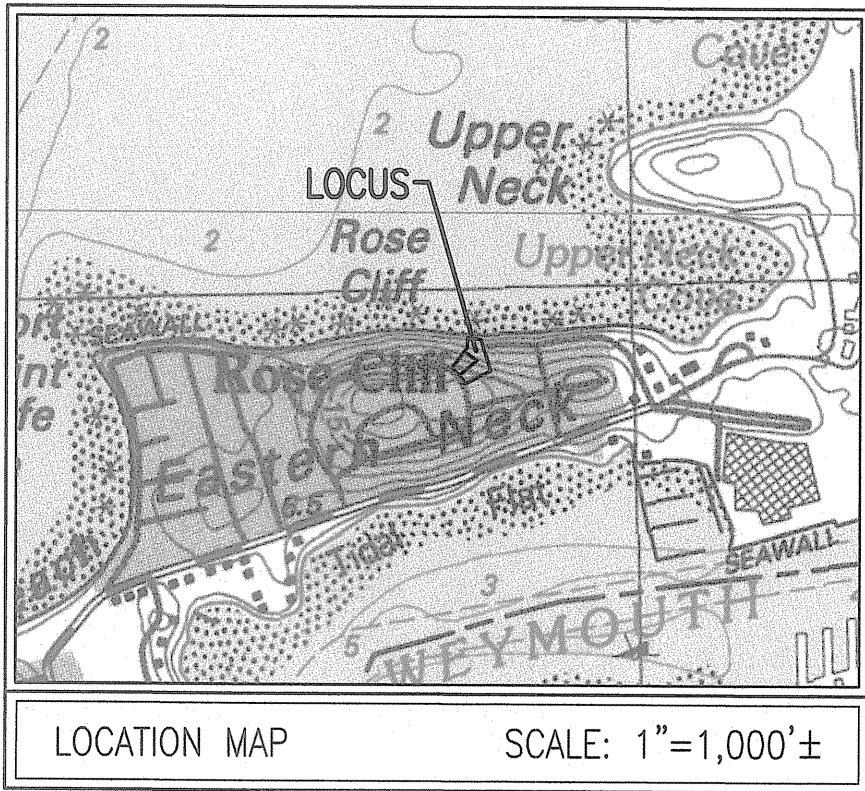 2
Cave
2
Upper
Neck
LOCUS
2
Rose
Cliff
Upper Neck
Cove
SEAWALL
Rose Cliff
Eastern Neck
6.5
Tidal Flat
SEAWALL
3
5
WEYMOUTH
LOCATION MAP SCALE: 1"=1,000'±